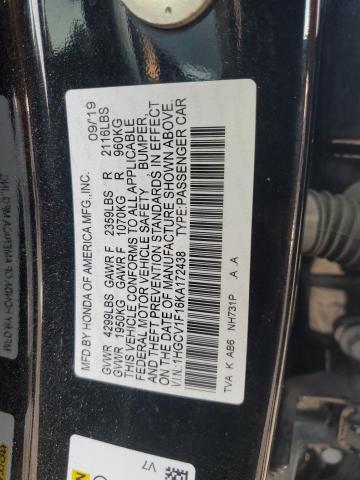 MFD.BY HONDA OF AMERICA MFG.,INC. 09/19
GVWR 4299LBS GAWR F 2359LBS R 2116LBS
GVWR 1950KG GAWR F 1070KG R 960KG
THIS VEHICLE CONFORMS TO ALL APPLICABLE
FEDERAL MOTOR VEHICLE SAFETY, BUMPER,
AND THEFT PREVENTION STANDARDS IN EFFECT
ON THE DATE OF MANUFACTURE SHOWN ABOVE.
V.I.N.:1HGCV1F16KA172438 TYPE:PASSENGER CAR
TVA K AB6 NH731P A A
V7